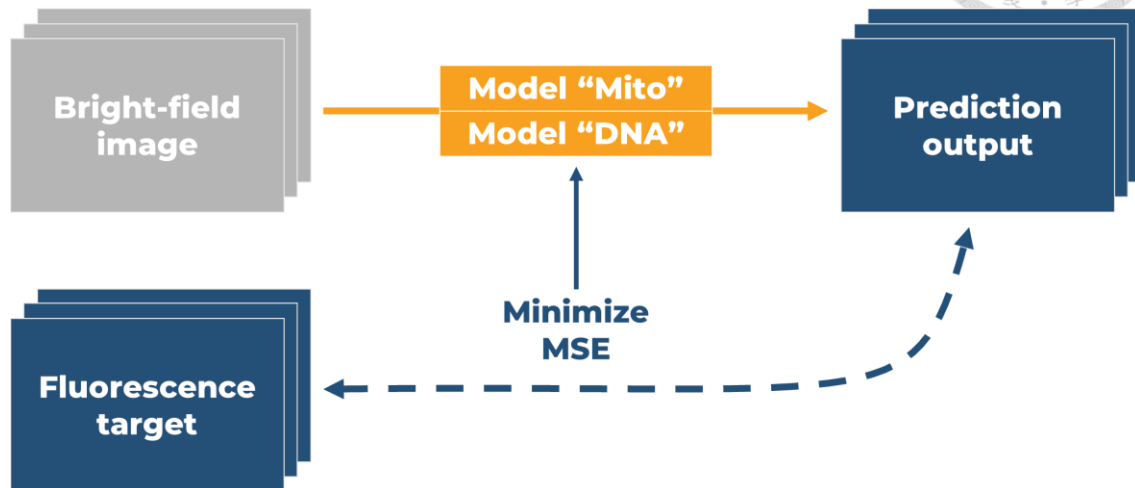 Bright-field
image
Model “Mito”
Model “DNA”
Prediction
output
Minimize
MSE
Fluorescence
target